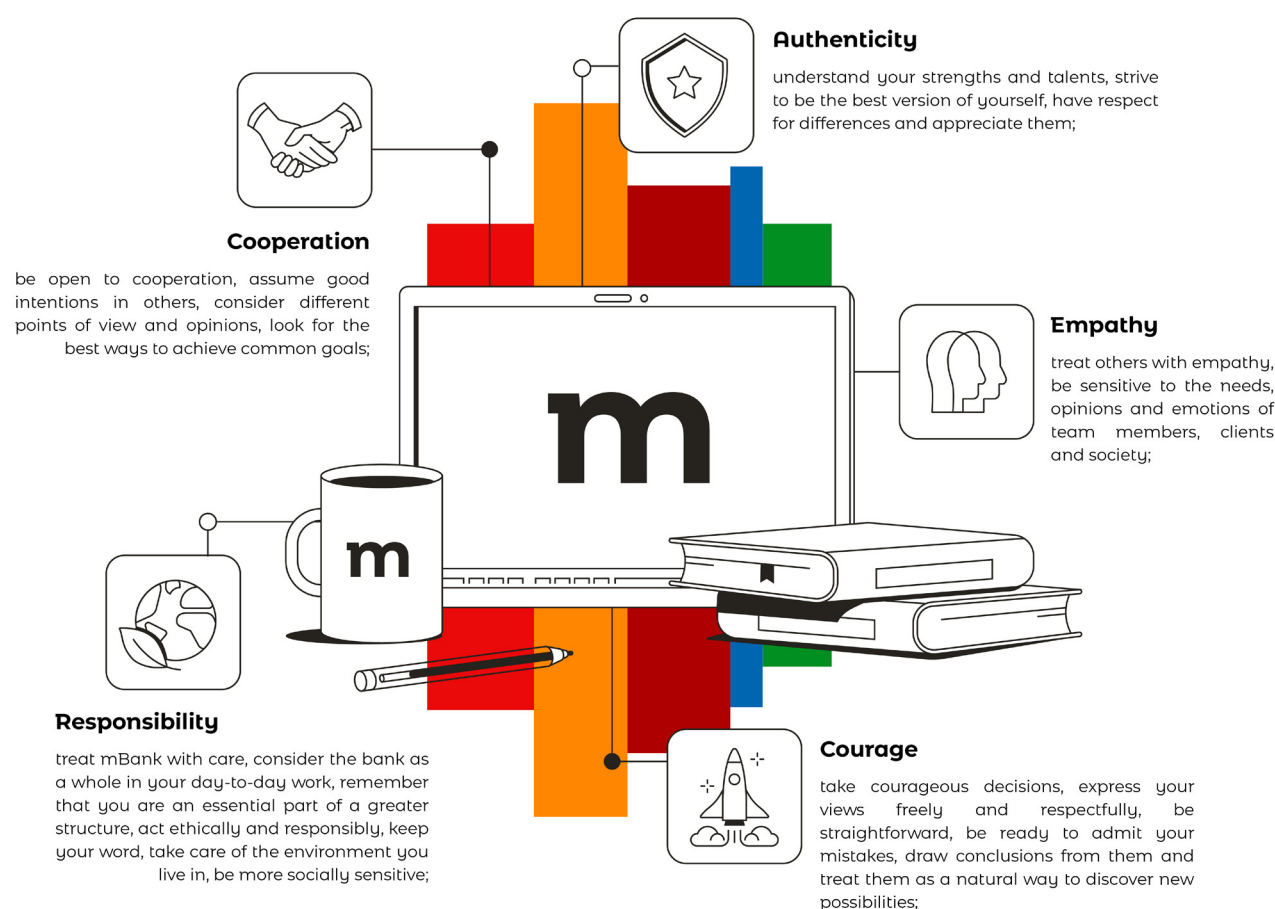 Authenticity
understand your strengths and talents, strive
to be the best version of yourself, have respect
for differences and appreciate them;
Cooperation
be open to cooperation, assume good
intentions in others, consider different
points of view and opinions, look for the
best ways to achieve common goals;
Empathy
treat others with empathy,
be sensitive to the needs,
opinions and emotions of
team members, clients
and society;
m
m
Responsibility
treat mBank with care, consider the bank as
a whole in your day-to-day work, remember
that you are an essential part of a greater
structure, act ethically and responsibly, keep
your word, take care of the environment you
live in, be more socially sensitive;
Courage
take courageous decisions, express your
views freely and respectfully, be
straightforward, be ready to admit your
mistakes, draw conclusions from them and
treat them as a natural way to discover new
possibilities;